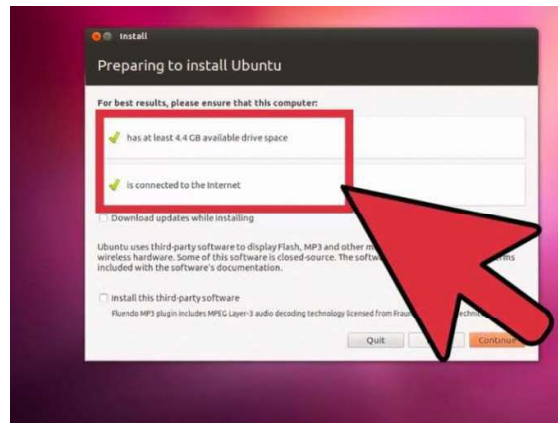 Install
Preparing to install Ubuntu
For best results, please ensure that this computer:
has at least 4.4 GB available drive space
is connected to the Internet
Download updates while installing
Ubuntu uses third-party software to display Flash, MP3 and other
wireless hardware. Some of this software is closed-source. The
included with the software's documentation.
Install this third-party software
Fluendo MP3 plugin includes MPEG Layer-3 audio decoding technology licensed from
Quit
Continue